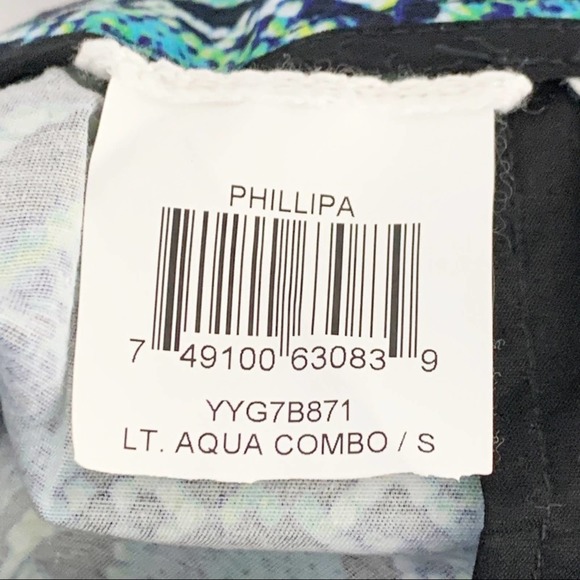 PHILLIPA
7 49100 63083 9
YYG7B871
LT. AQUA COMBO / S